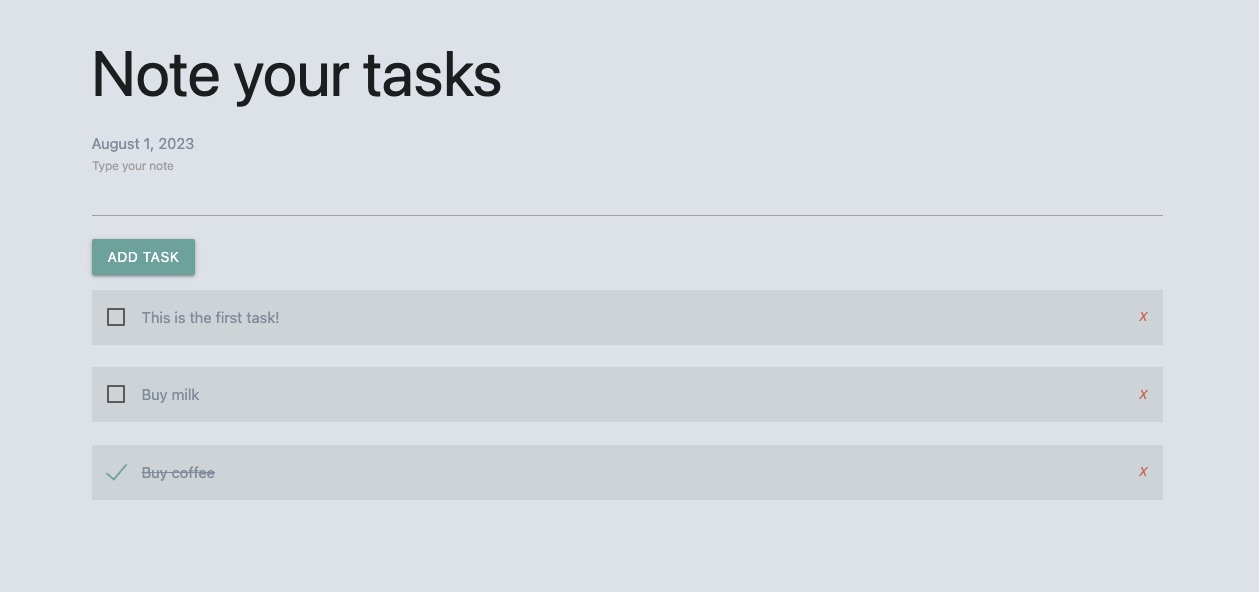 Note your tasks
August 1, 2023
Type your note
ADD TASK
This is the first task! X
Buy milk X
Buy coffee X